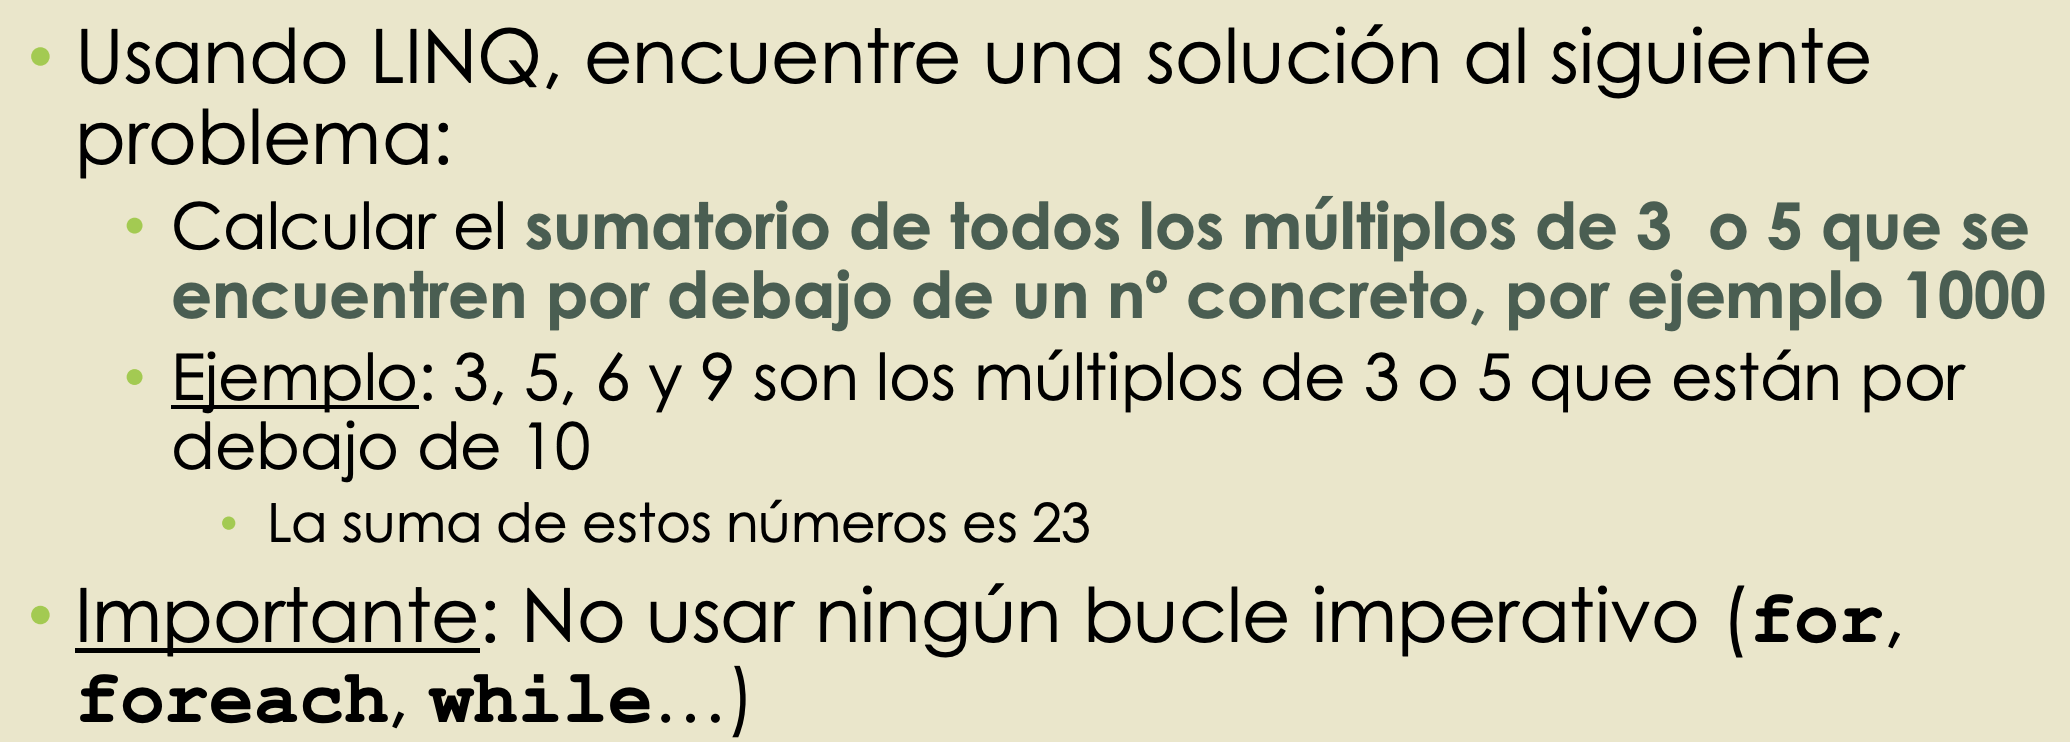 • Usando LINQ, encuentre una solución al siguiente
problema:
• Calcular el sumatorio de todos los múltiplos de 3  o 5 que se
encuentren por debajo de un nº concreto, por ejemplo 1000
• Ejemplo: 3, 5, 6 y 9 son los múltiplos de 3 o 5 que están por
debajo de 10
• La suma de estos números es 23
• Importante: No usar ningún bucle imperativo (for,
foreach, while…)